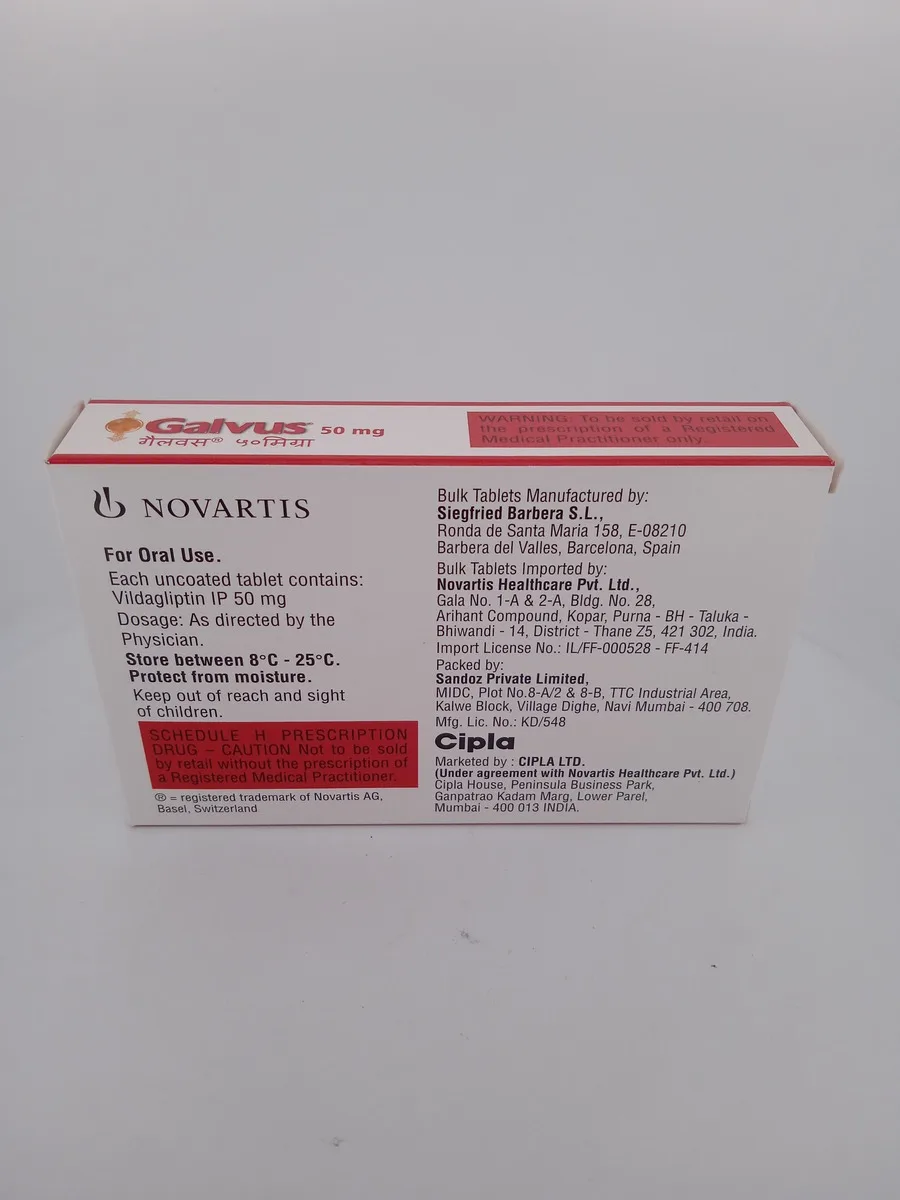 Galvus® 50 mg
गैलवस® ५० मिग्रा
WARNING: To be sold by retail on
the prescription of a Registered
Medical Practitioner only.
NOVARTIS
For Oral Use.
Each uncoated tablet contains:
Vildagliptin IP 50 mg
Dosage: As directed by the
Physician.
Store between 8°C - 25°C.
Protect from moisture.
Keep out of reach and sight
of children.
SCHEDULE H PRESCRIPTION
DRUG – CAUTION Not to be sold
by retail without the prescription of
a Registered Medical Practitioner.
® = registered trademark of Novartis AG,
Basel, Switzerland
Bulk Tablets Manufactured by:
Siegfried Barbera S.L.,
Ronda de Santa Maria 158, E-08210
Barbera del Valles, Barcelona, Spain
Bulk Tablets Imported by:
Novartis Healthcare Pvt. Ltd.,
Gala No. 1-A & 2-A, Bldg. No. 28,
Arihant Compound, Kopar, Purna - BH - Taluka -
Bhiwandi - 14, District - Thane Z5, 421 302, India.
Import License No.: IL/FF-000528 - FF-414
Packed by:
Sandoz Private Limited,
MIDC, Plot No.8-A/2 & 8-B, TTC Industrial Area,
Kalwe Block, Village Dighe, Navi Mumbai - 400 708.
Mfg. Lic. No.: KD/548
Cipla
Marketed by : CIPLA LTD.
(Under agreement with Novartis Healthcare Pvt. Ltd.)
Cipla House, Peninsula Business Park,
Ganpatrao Kadam Marg, Lower Parel,
Mumbai - 400 013 INDIA.